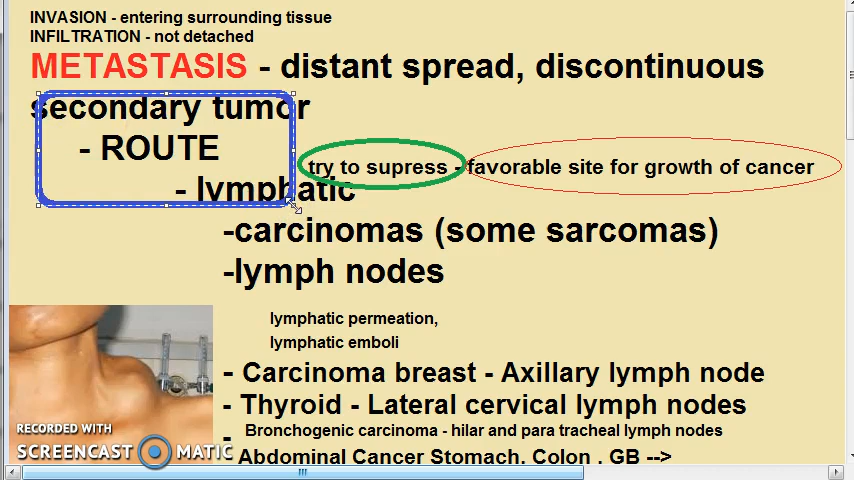 INVASION - entering surrounding tissue
INFILTRATION - not detached
METASTASIS - distant spread, discontinuous
secondary tumor
- ROUTE
try to supress - favorable site for growth of cancer
- lymphatic
-carcinomas (some sarcomas)
-lymph nodes
lymphatic permeation,
lymphatic emboli
- Carcinoma breast - Axillary lymph node
- Thyroid - Lateral cervical lymph nodes
- Bronchogenic carcinoma - hilar and para tracheal lymph nodes
Abdominal Cancer Stomach, Colon , GB -->
RECORDED WITH
SCREENCAST MATIC